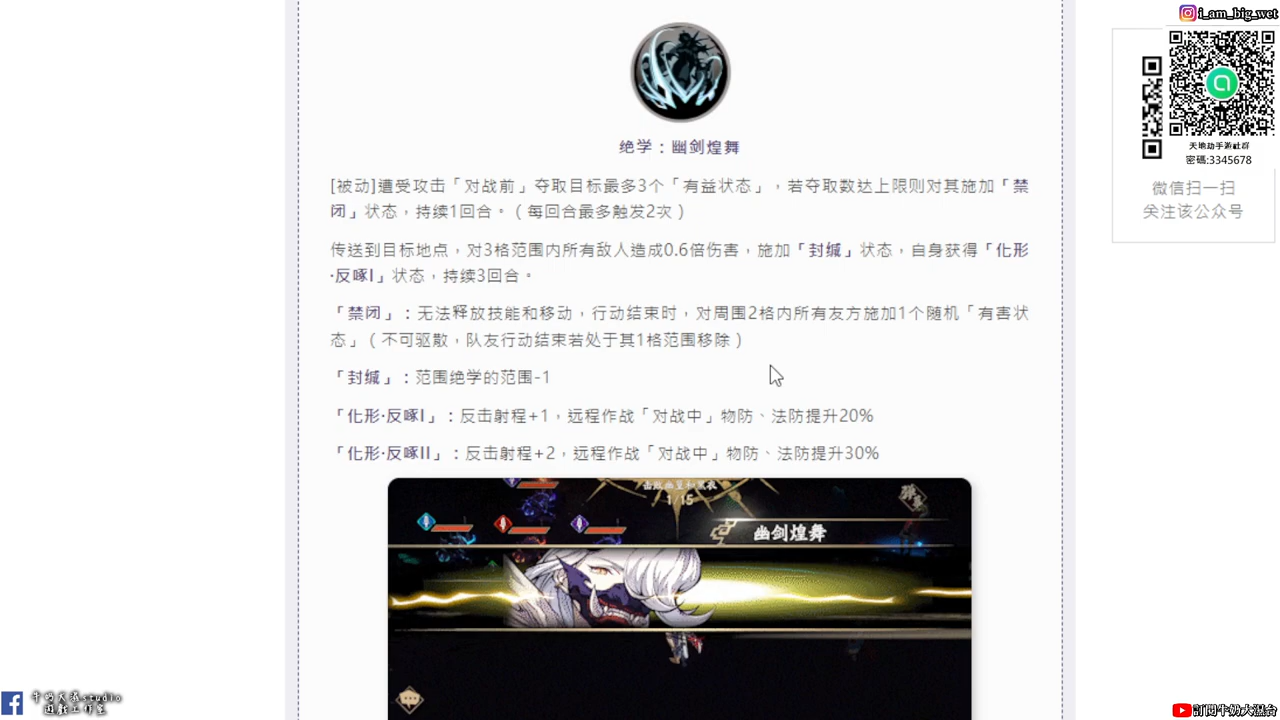 i_am_big_wet
天地劫手游社群
密碼:3345678
微信扫一扫
关注该公众号
绝学：幽剑煌舞
[被动]遭受攻击「对战前」夺取目标最多3个「有益状态」，若夺取数达上限则对其施加「禁
闭」状态，持续1回合。（每回合最多触发2次）
传送到目标地点，对3格范围内所有敌人造成0.6倍伤害，施加「封缄」状态，自身获得「化形
·反啄I」状态，持续3回合。
「禁闭」：无法释放技能和移动，行动结束时，对周围2格内所有友方施加1个随机「有害状
态」（不可驱散，队友行动结束若处于其1格范围移除）
「封缄」：范围绝学的范围-1
「化形·反啄I」：反击射程+1，远程作战「对战中」物防、法防提升20%
「化形·反啄II」：反击射程+2，远程作战「对战中」物防、法防提升30%
1/15
幽剑煌舞
牛奶大濕studio
遊戲工作室
訂閱牛奶大濕台